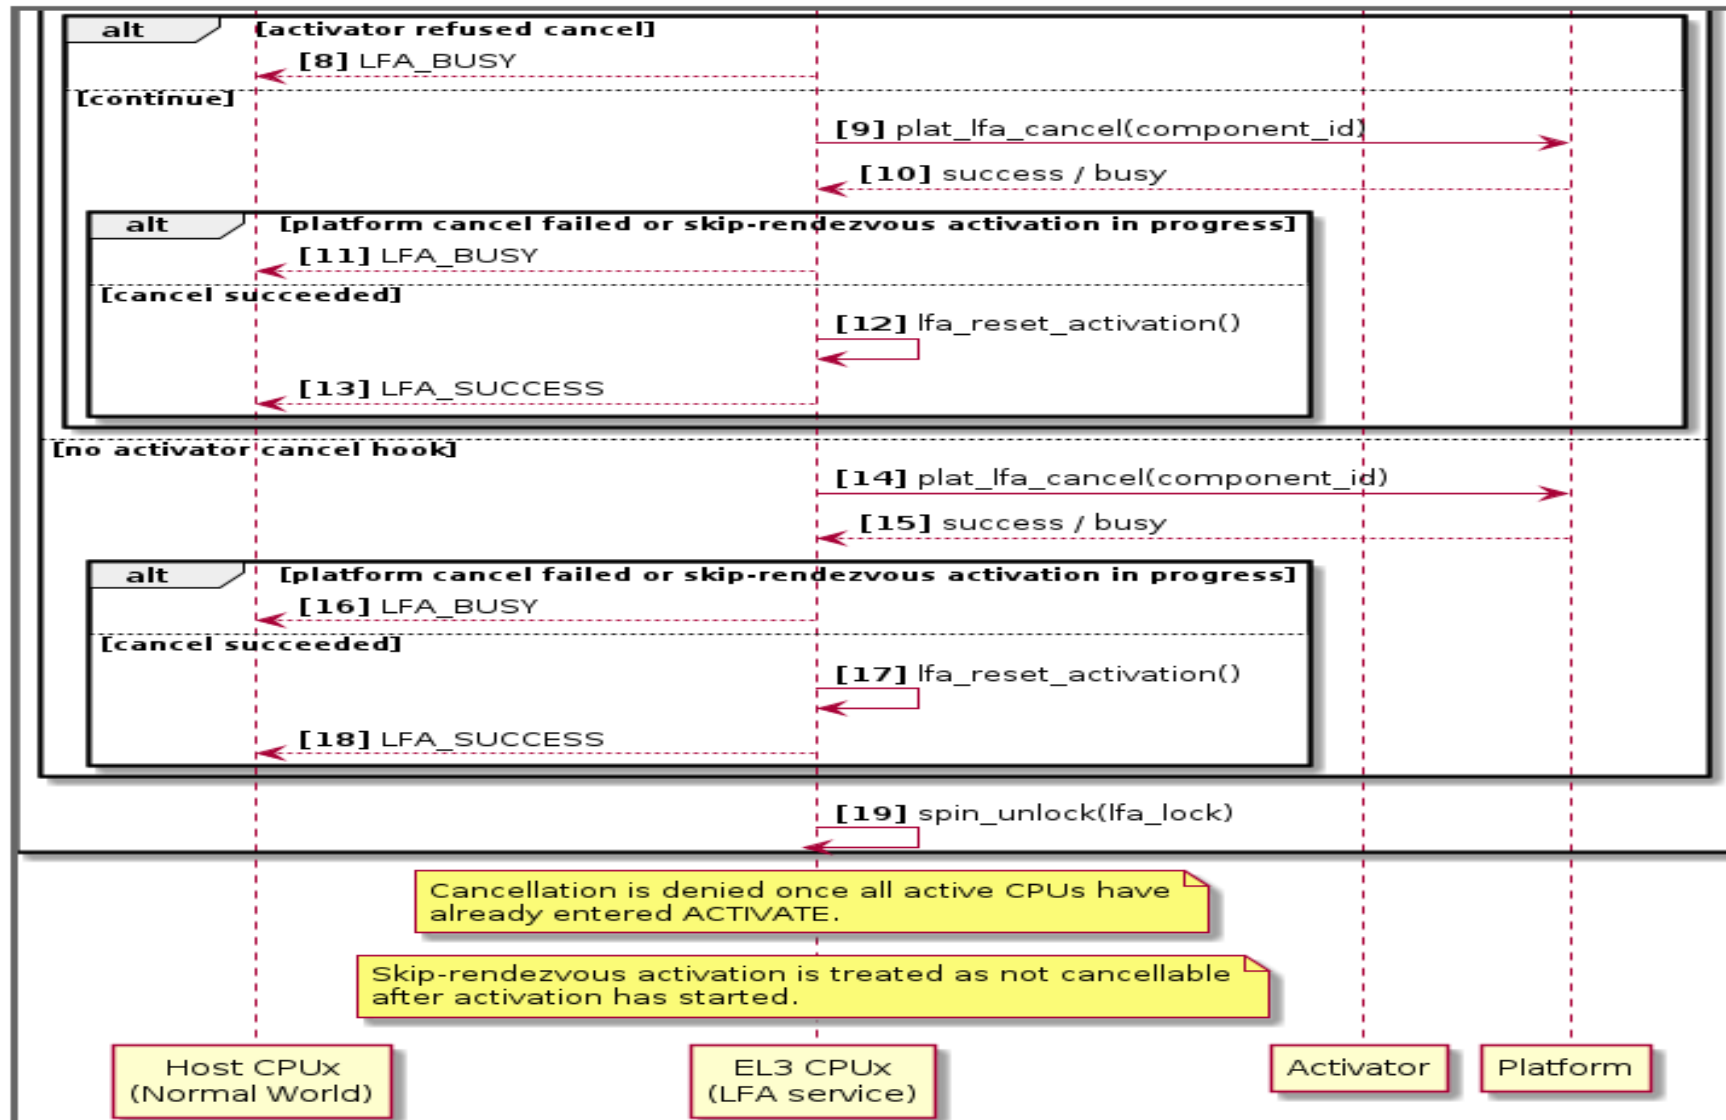 alt [activator refused cancel]
[8] LFA_BUSY
[continue]
[9] plat_lfa_cancel(component_id)
[10] success / busy
alt [platform cancel failed or skip-rendezvous activation in progress]
[11] LFA_BUSY
[cancel succeeded]
[12] lfa_reset_activation()
[13] LFA_SUCCESS
[no activator cancel hook]
[14] plat_lfa_cancel(component_id)
[15] success / busy
alt [platform cancel failed or skip-rendezvous activation in progress]
[16] LFA_BUSY
[cancel succeeded]
[17] lfa_reset_activation()
[18] LFA_SUCCESS
[19] spin_unlock(lfa_lock)
Cancellation is denied once all active CPUs have
already entered ACTIVATE.
Skip-rendezvous activation is treated as not cancellable
after activation has started.
Host CPUx
(Normal World)
EL3 CPUx
(LFA service)
Activator
Platform